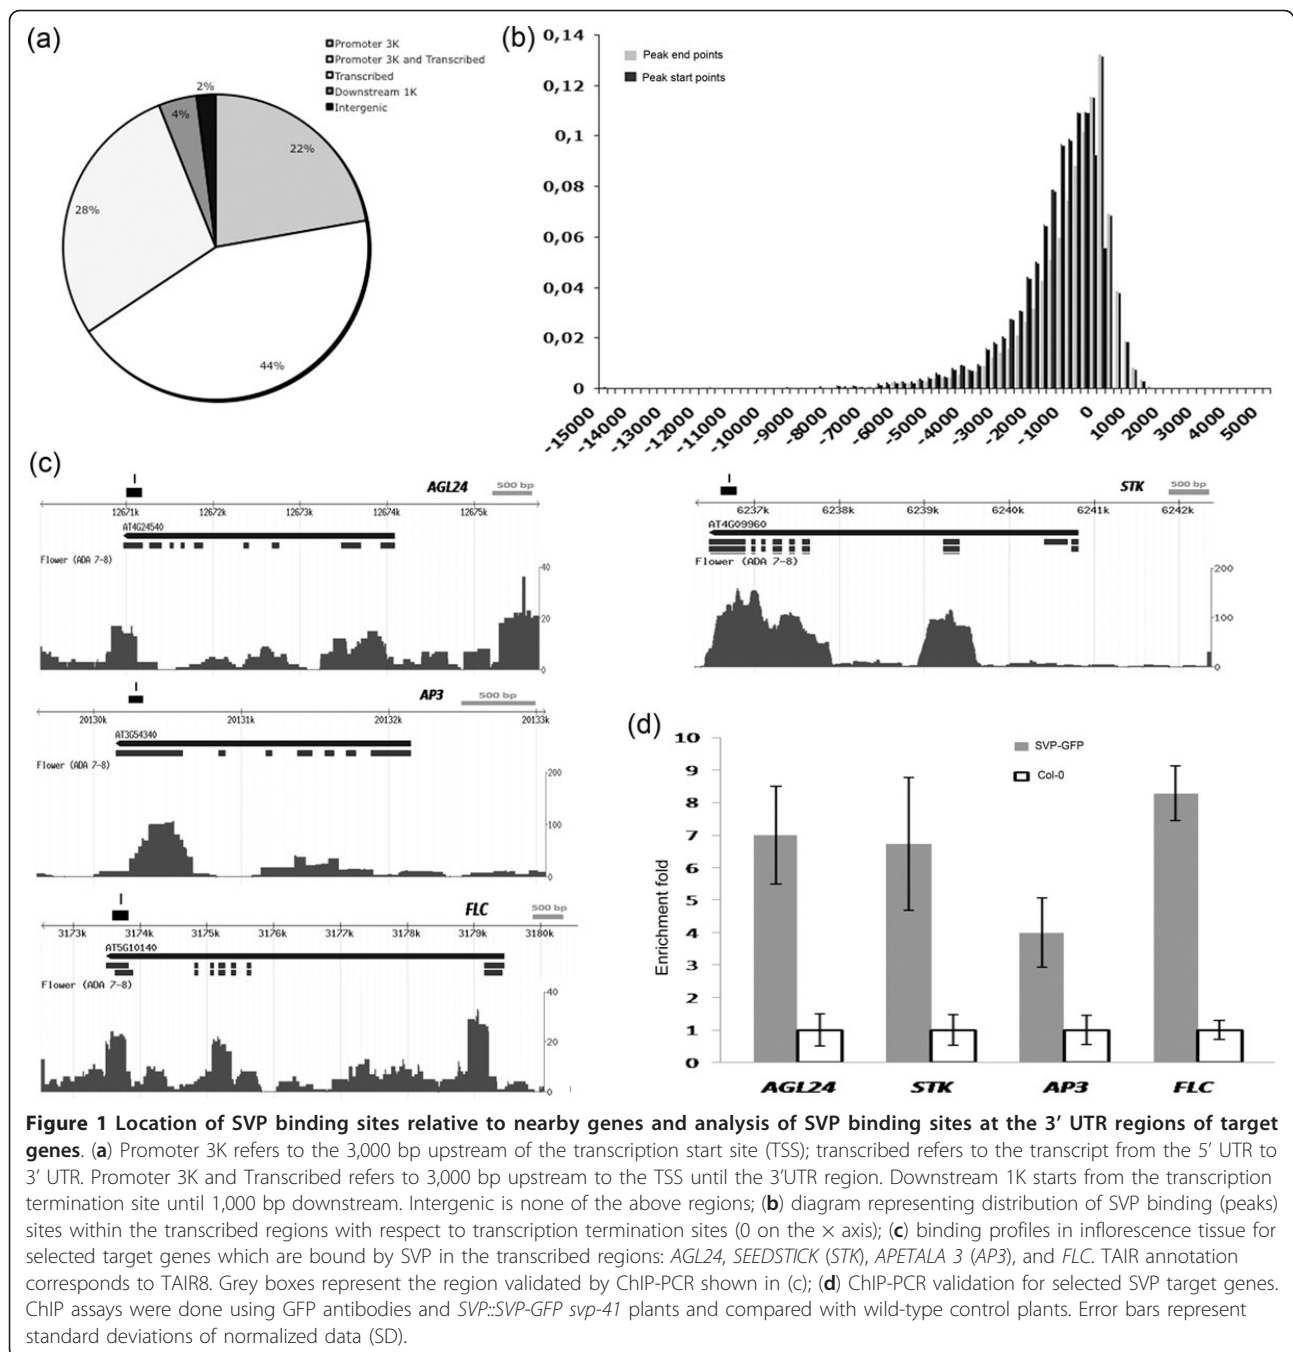 (a)
Promoter 3K
Promoter 3K and Transcribed
Transcribed
Downstream 1K
Intergenic
2%
4%
22%
28%
44%
(b)
0,14
0,12
0,1
0,08
0,06
0,04
0,02
0
Peak end points
Peak start points
-15000
-14000
-13000
-12000
-11000
-10000
-9000
-8000
-7000
-6000
-5000
-4000
-3000
-2000
-1000
0
1000
2000
3000
4000
5000
(c)
AGL24
500 bp
12671k 12672k 12673k 12674k 12675k
AT4G24540
Flower (ADA 7-8)
40
20
0
STK
500 bp
6237k 6238k 6239k 6240k 6241k 6242k
AT4G09960
Flower (ADA 7-8)
200
100
0
AP3
500 bp
20130k 20131k 20132k 20133k
AT3G54340
Flower (ADA 7-8)
200
100
0
FLC
500 bp
3173k 3174k 3175k 3176k 3177k 3178k 3179k 3180k
AT5G10140
Flower (ADA 7-8)
40
20
0
(d)
10
9
8
7
6
5
4
3
2
1
0
Enrichment fold
SVP-GFP
Col-0
AGL24 STK AP3 FLC
Figure 1 Location of SVP binding sites relative to nearby genes and analysis of SVP binding sites at the 3' UTR regions of target
genes. (a) Promoter 3K refers to the 3,000 bp upstream of the transcription start site (TSS); transcribed refers to the transcript from the 5' UTR to
3' UTR. Promoter 3K and Transcribed refers to 3,000 bp upstream to the TSS until the 3'UTR region. Downstream 1K starts from the transcription
termination site until 1,000 bp downstream. Intergenic is none of the above regions; (b) diagram representing distribution of SVP binding (peaks)
sites within the transcribed regions with respect to transcription termination sites (0 on the × axis); (c) binding profiles in inflorescence tissue for
selected target genes which are bound by SVP in the transcribed regions: AGL24, SEEDSTICK (STK), APETALA 3 (AP3), and FLC. TAIR annotation
corresponds to TAIR8. Grey boxes represent the region validated by ChIP-PCR shown in (c); (d) ChIP-PCR validation for selected SVP target genes.
ChIP assays were done using GFP antibodies and SVP::SVP-GFP svp-41 plants and compared with wild-type control plants. Error bars represent
standard deviations of normalized data (SD).